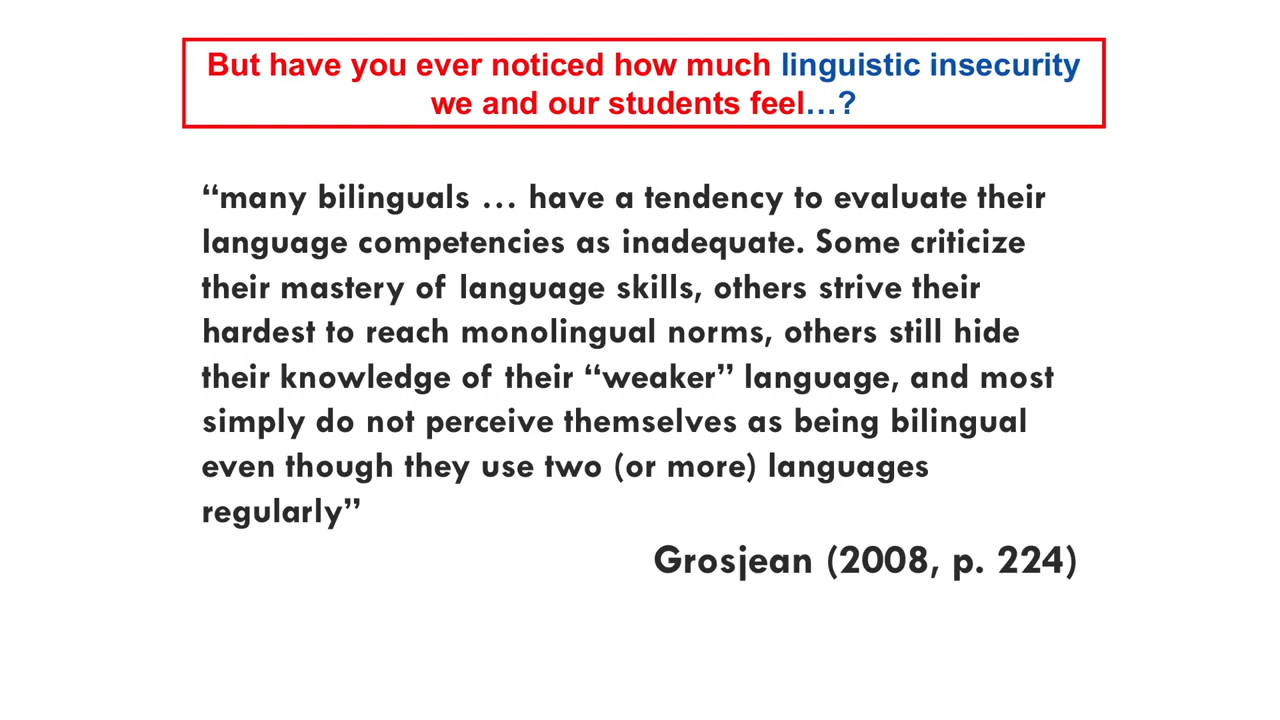 But have you ever noticed how much linguistic insecurity
we and our students feel…?
“many bilinguals … have a tendency to evaluate their
language competencies as inadequate. Some criticize
their mastery of language skills, others strive their
hardest to reach monolingual norms, others still hide
their knowledge of their “weaker” language, and most
simply do not perceive themselves as being bilingual
even though they use two (or more) languages
regularly”
Grosjean (2008, p. 224)